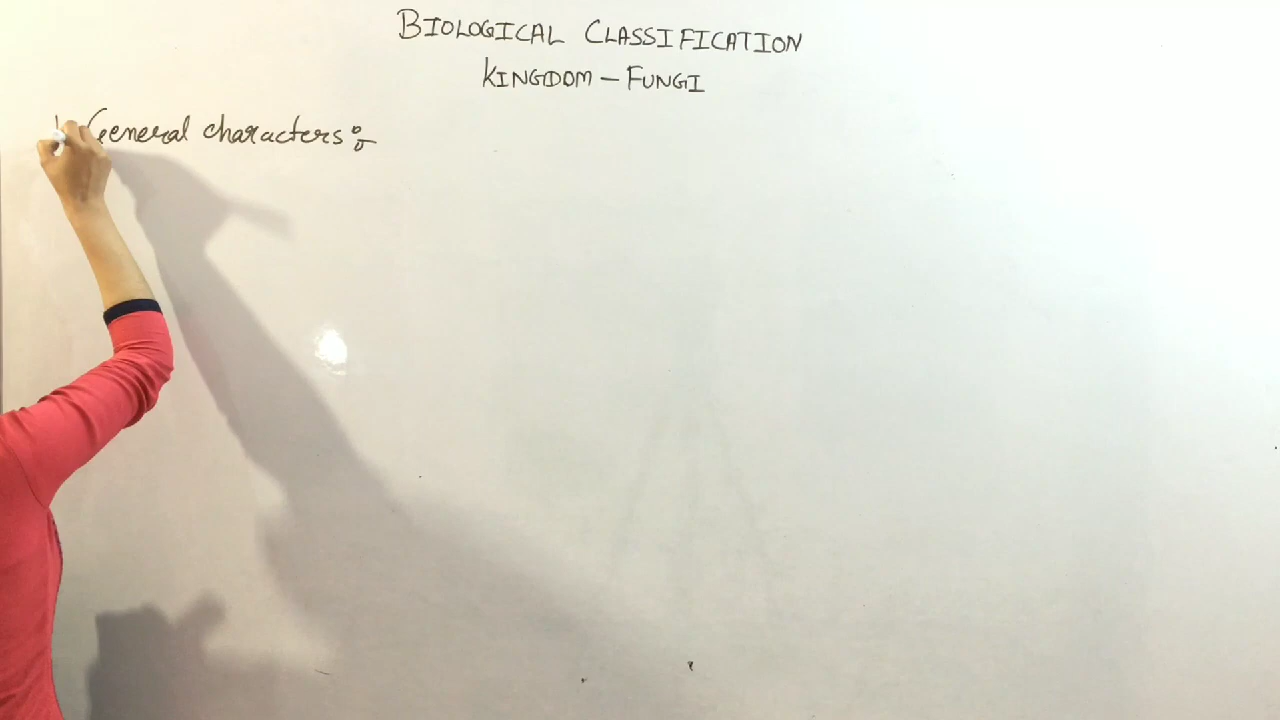 BIOLOGICAL CLASSIFICATION
KINGDOM – FUNGI
General characters :-